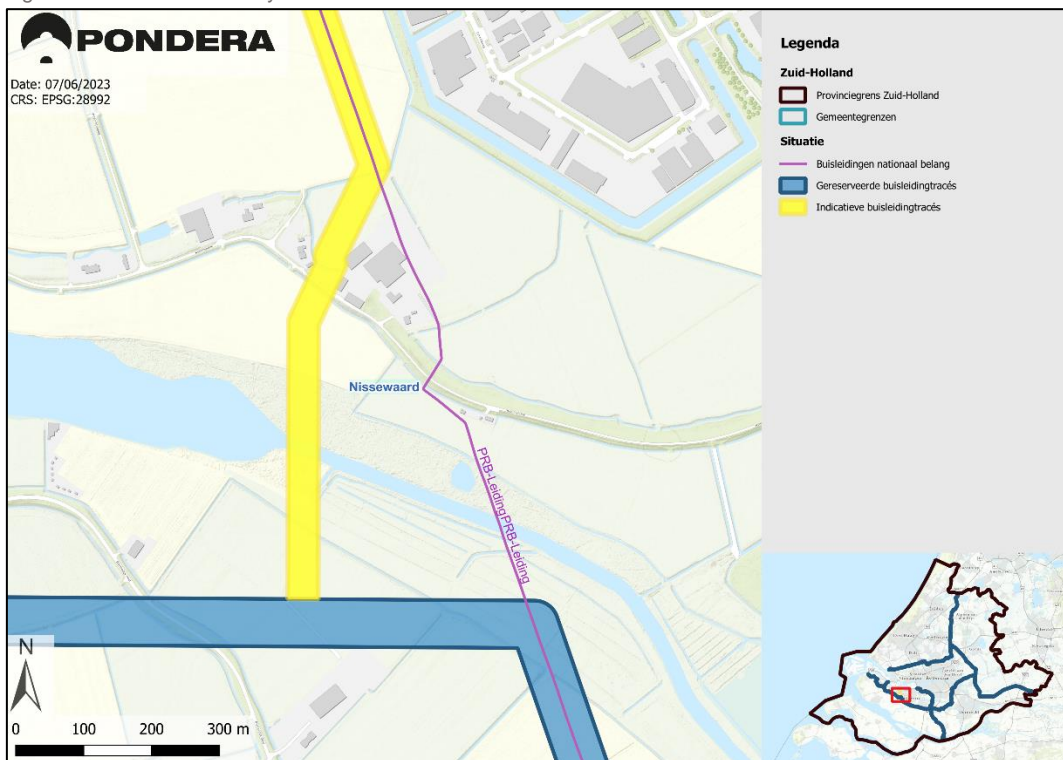 PONDERA
Date: 07/06/2023
CRS: EPSG:28992
Nissewaard
PRB-Leiding
PRB-Leiding
N
0 100 200 300 m
Legenda
Zuid-Holland
Provinciegrens Zuid-Holland
Gemeentegrenzen
Situatie
Buisleidingen nationaal belang
Gereserveerde buisleidingtracés
Indicatieve buisleidingtracés